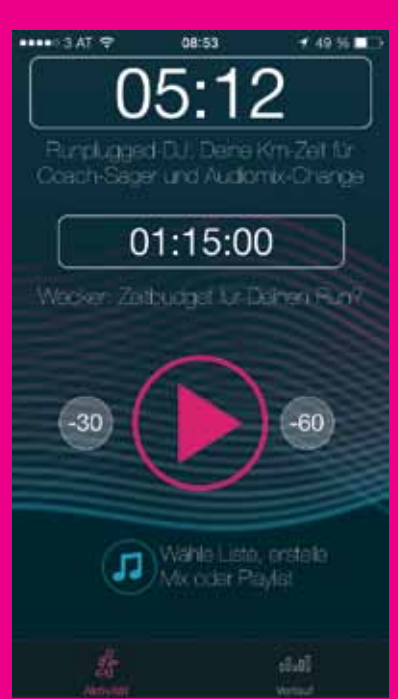 3 AT 08:53 49 %
05:12
Runplugged-DJ: Deine Km-Zeit für
Coach-Sager und Audiomix-Change
01:15:00
Wecker: Zeitbudget für Deinen Run?
-30 -60
Wähle Liste, erstelle
Mix oder Playlist
Aktivität Verlauf